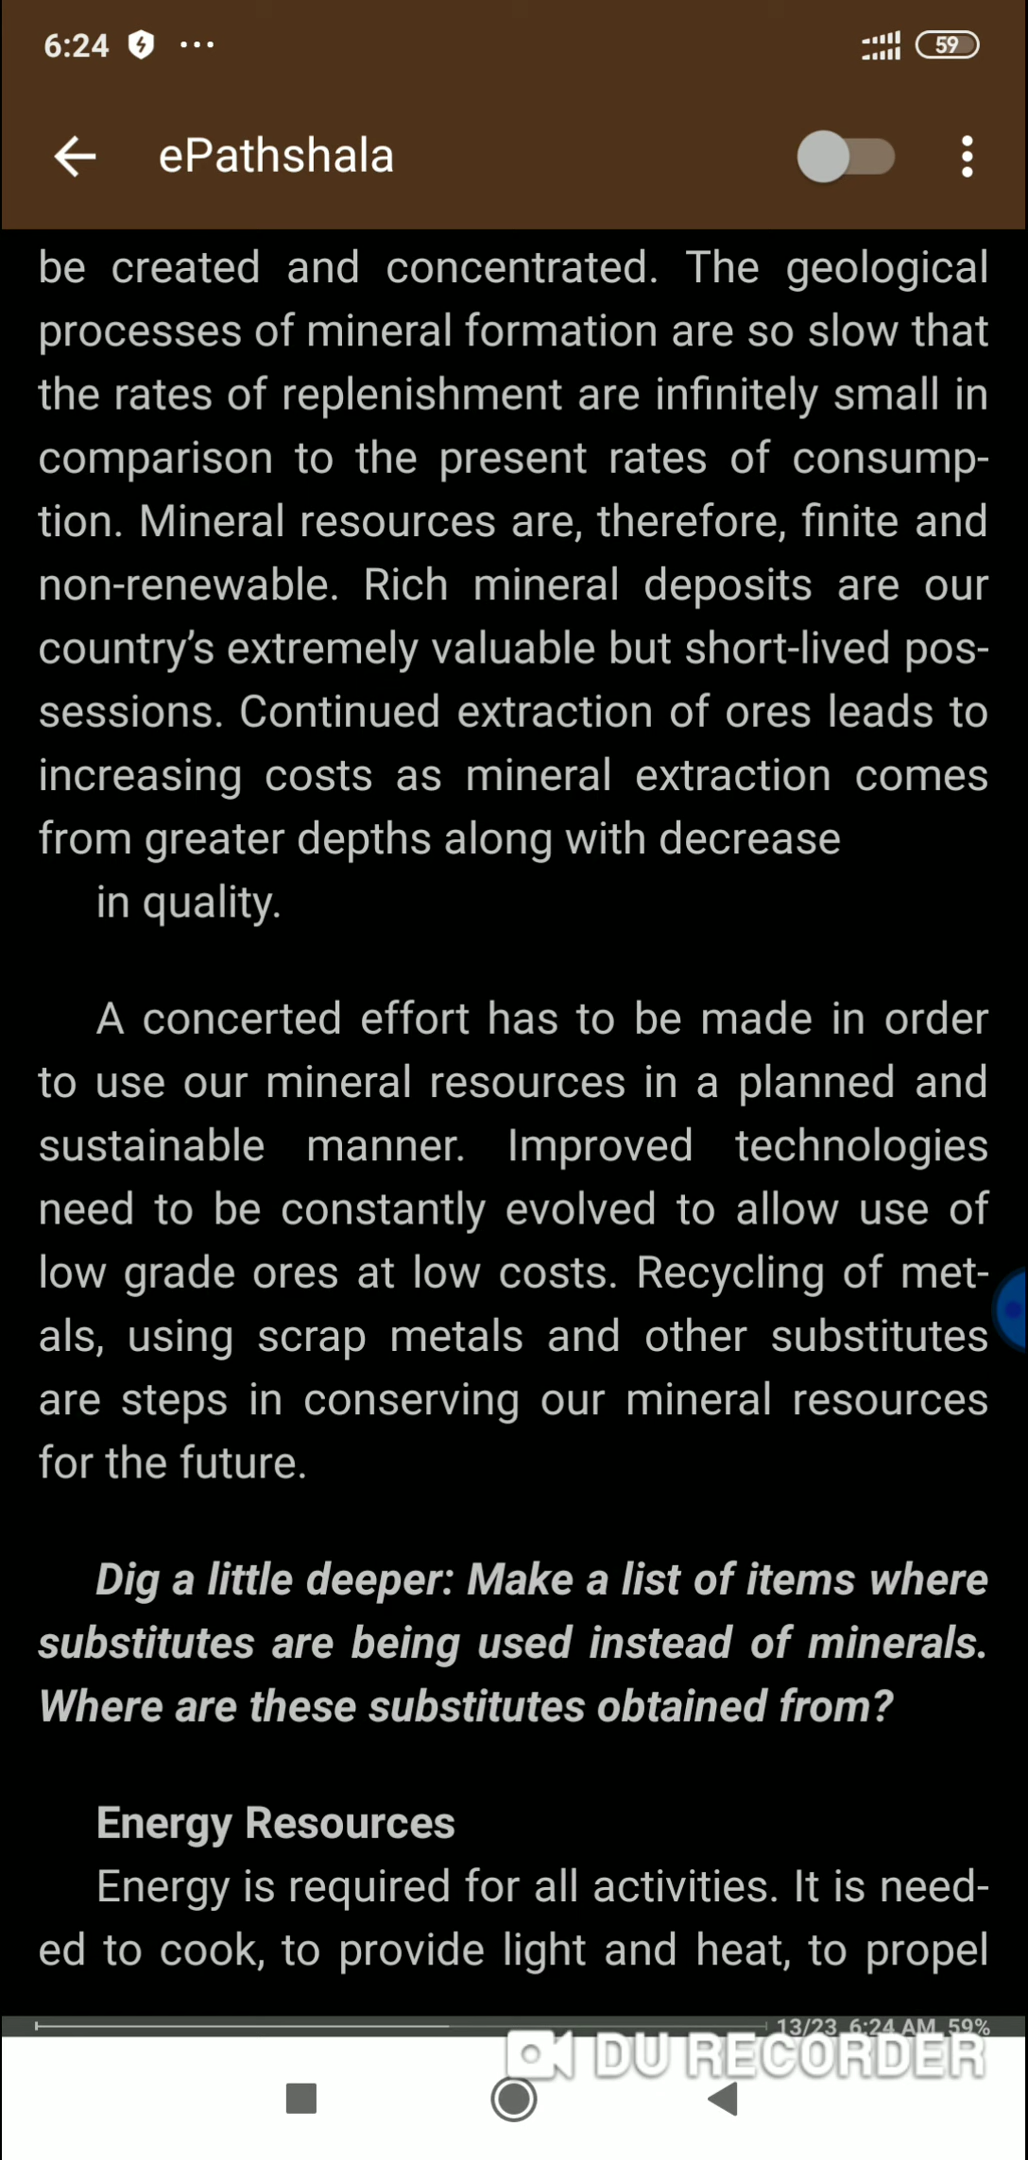 6:24 ... 59
ePathshala
be created and concentrated. The geological
processes of mineral formation are so slow that
the rates of replenishment are infinitely small in
comparison to the present rates of consump-
tion. Mineral resources are, therefore, finite and
non-renewable. Rich mineral deposits are our
country’s extremely valuable but short-lived pos-
sessions. Continued extraction of ores leads to
increasing costs as mineral extraction comes
from greater depths along with decrease
in quality.
A concerted effort has to be made in order
to use our mineral resources in a planned and
sustainable manner. Improved technologies
need to be constantly evolved to allow use of
low grade ores at low costs. Recycling of met-
als, using scrap metals and other substitutes
are steps in conserving our mineral resources
for the future.
Dig a little deeper: Make a list of items where
substitutes are being used instead of minerals.
Where are these substitutes obtained from?
Energy Resources
Energy is required for all activities. It is need-
ed to cook, to provide light and heat, to propel
13/23 6:24 AM 59%
DU RECORDER